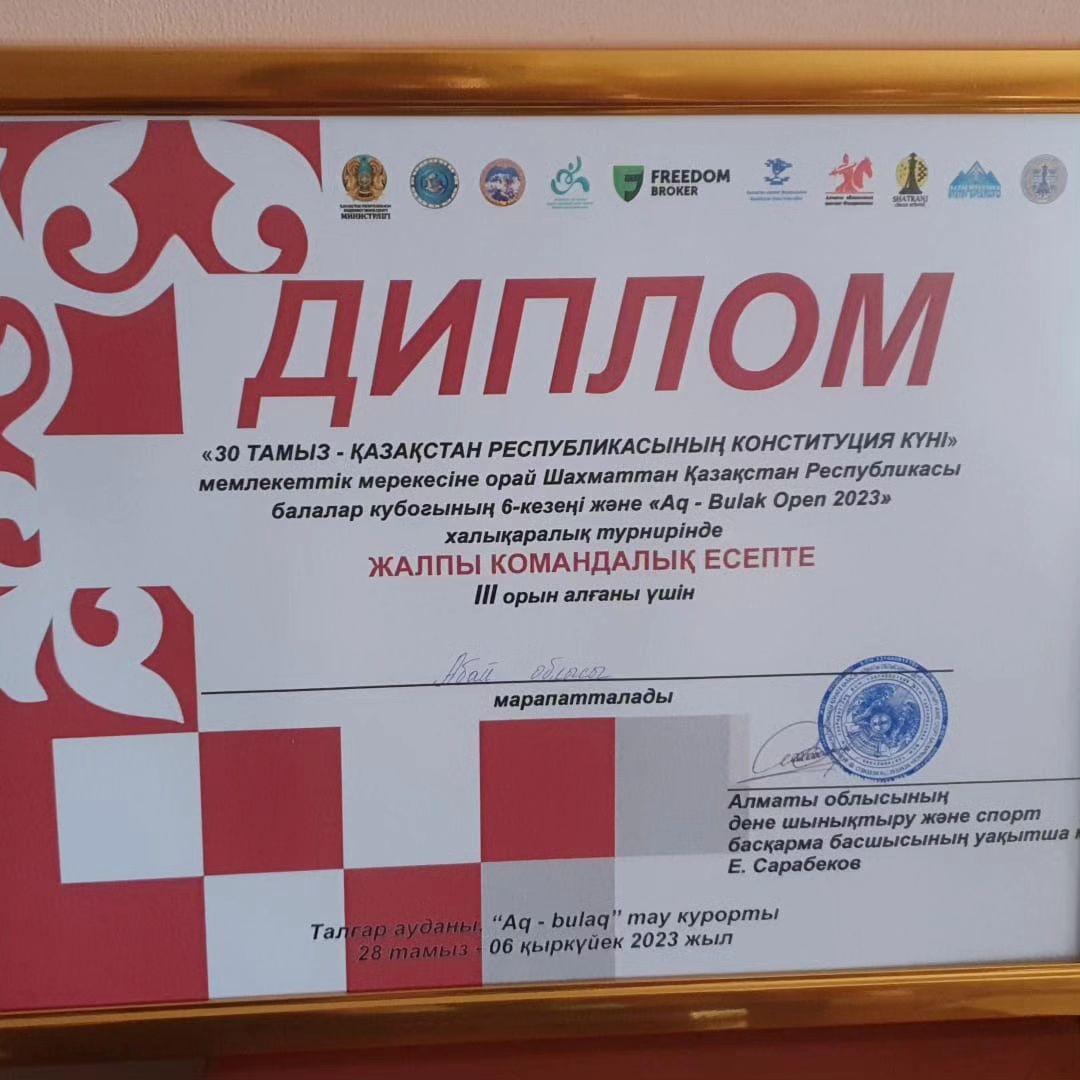 МИНИСТРЛІГІ
FREEDOM
BROKER
SHATRANJ
ДИПЛОМ
«30 ТАМЫЗ - ҚАЗАҚСТАН РЕСПУБЛИКАСЫНЫҢ КОНСТИТУЦИЯ КҮНІ»
мемлекеттік мерекесіне орай Шахматтан Қазақстан Республикасы
балалар кубогының 6-кезеңі және «Aq - Bulak Open 2023»
халықаралық турнирінде
ЖАЛПЫ КОМАНДАЛЫҚ ЕСЕПТЕ
III орын алғаны үшін
Абай облысы
марапатталады
Алматы облысының
дене шынықтыру және спорт
басқарма басшысының уақытша
Е. Сарабеков
Талгар ауданы, “Aq - bulaq” тау курорты
28 тамыз - 06 қыркүйек 2023 жыл